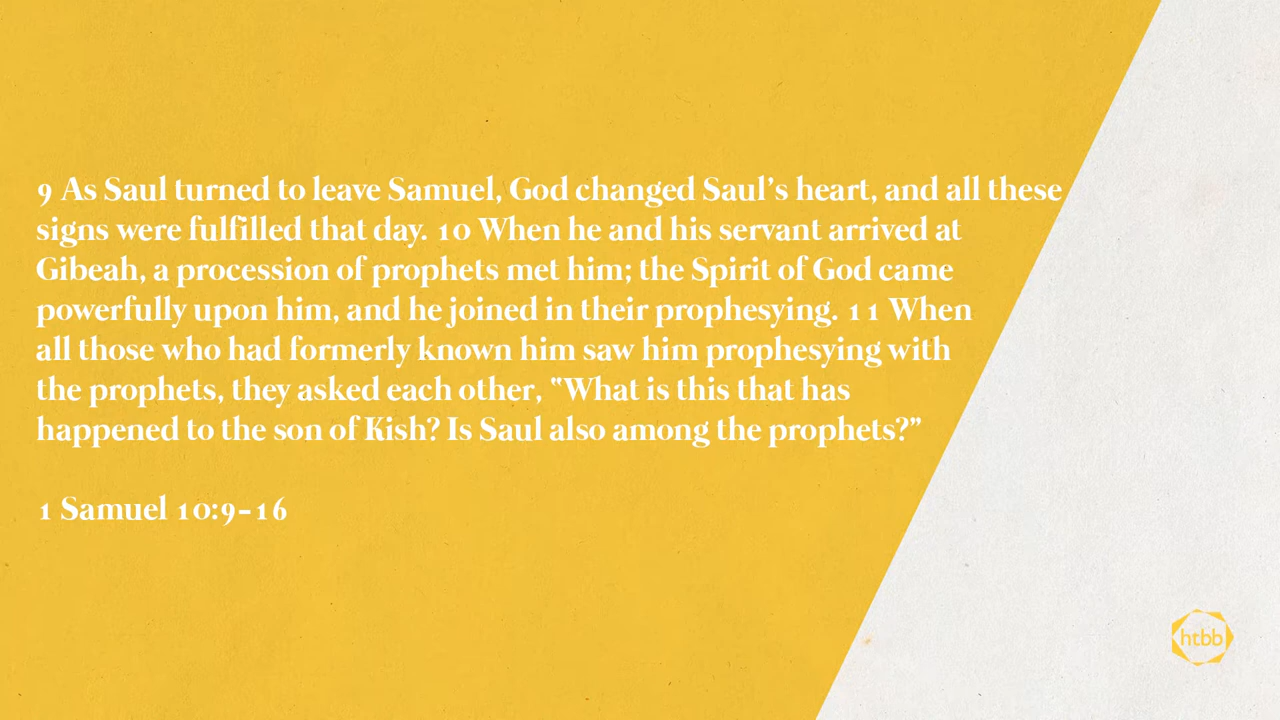 9 As Saul turned to leave Samuel, God changed Saul’s heart, and all these
signs were fulfilled that day. 10 When he and his servant arrived at
Gibeah, a procession of prophets met him; the Spirit of God came
powerfully upon him, and he joined in their prophesying. 11 When
all those who had formerly known him saw him prophesying with
the prophets, they asked each other, “What is this that has
happened to the son of Kish? Is Saul also among the prophets?”
1 Samuel 10:9-16
htbb